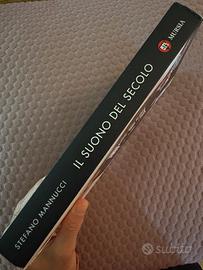 STEFANO MANNUCCI
IL SUONO DEL SECOLO
MURSIA
subito